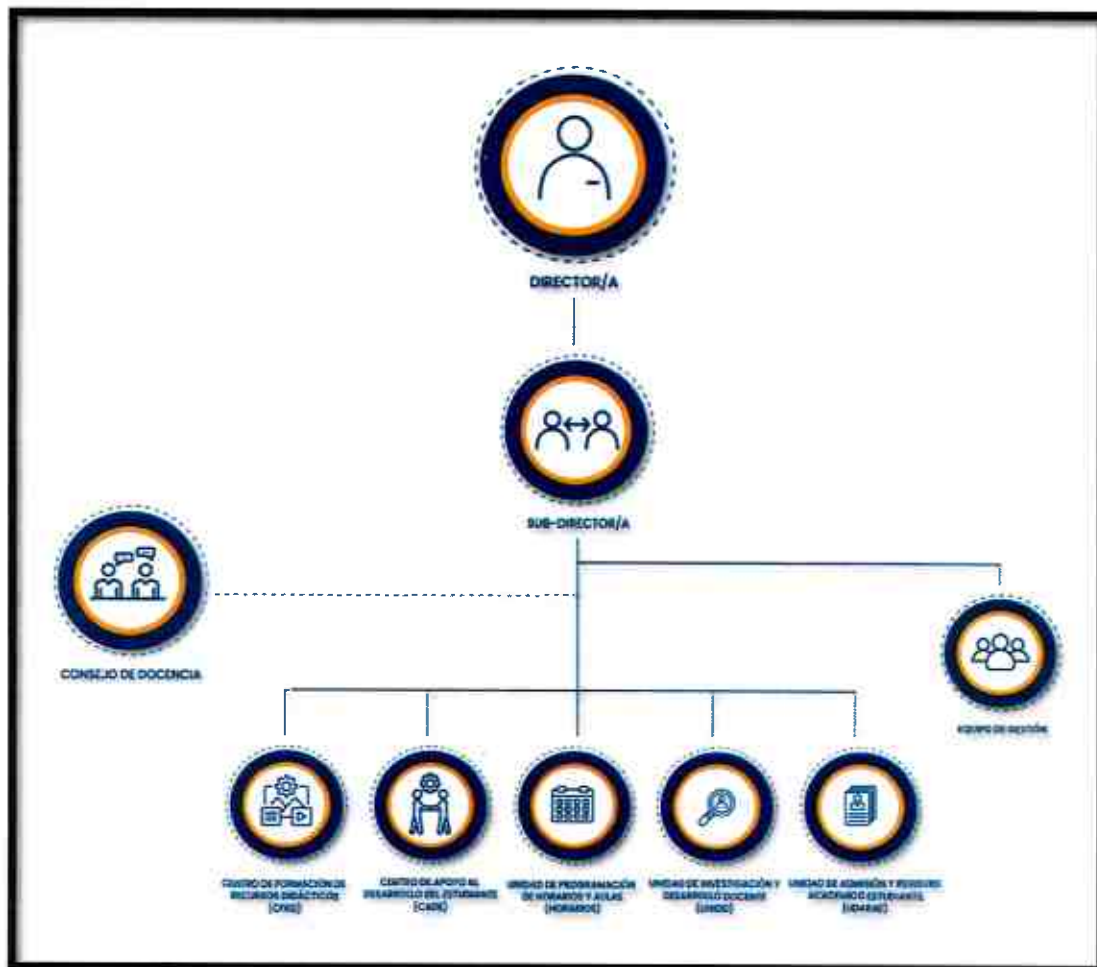 DIRECTOR/A
SUB-DIRECTOR/A
CONSEJO DE DOCENCIA
EQUIPO DE GESTIÓN
CENTRO DE FORMACIÓN DE
RECURSOS DIDÁCTICOS
CENTRO DE APOYO AL
DESARROLLO DEL ESTUDIANTE
(CADE)
UNIDAD DE PROGRAMACIÓN
DE HORARIOS Y AULAS
(HORARIOS)
UNIDAD DE INVESTIGACIÓN Y
DESARROLLO DOCENTE
(UNIDD)
UNIDAD DE ADMISIÓN Y REGISTRO
ACADÉMICO ESTUDIANTIL
(UDARAE)